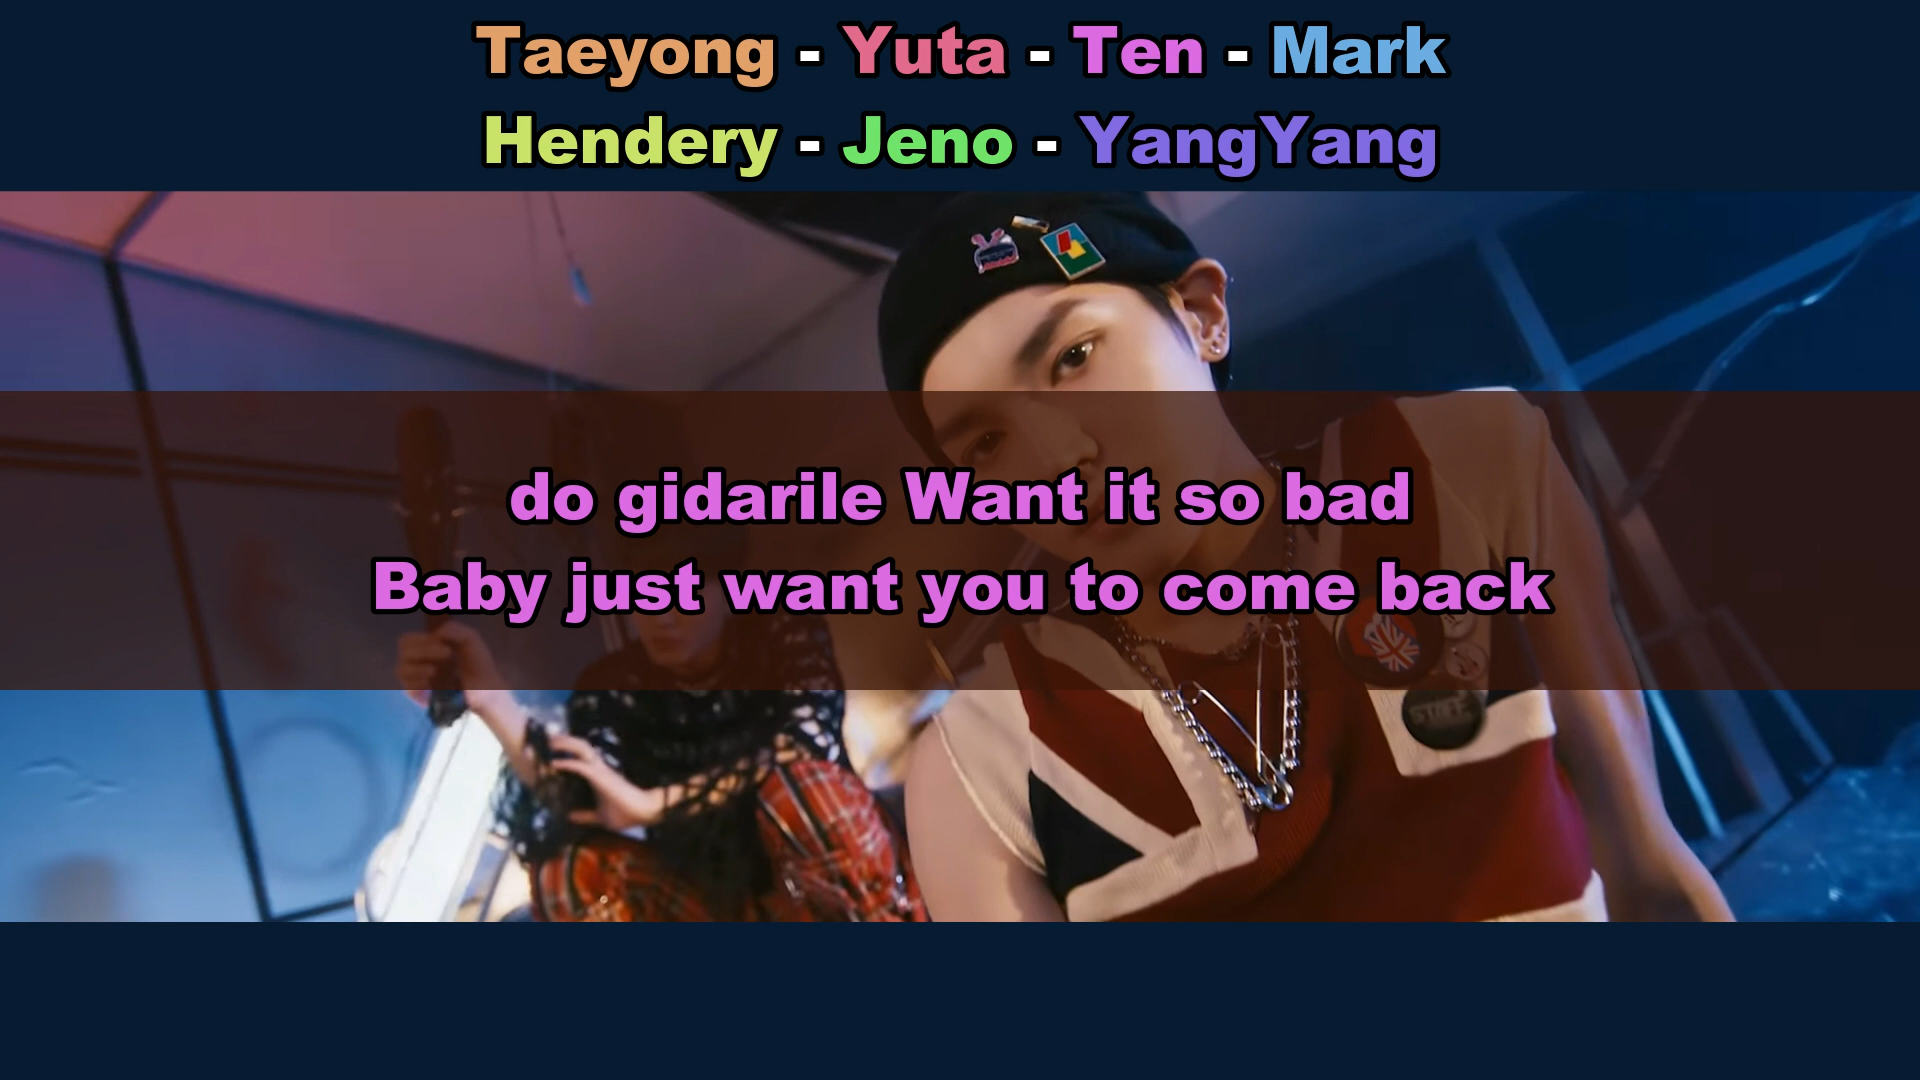 Taeyong - Yuta - Ten - Mark
Hendery - Jeno - YangYang
do gidarile Want it so bad
Baby just want you to come back